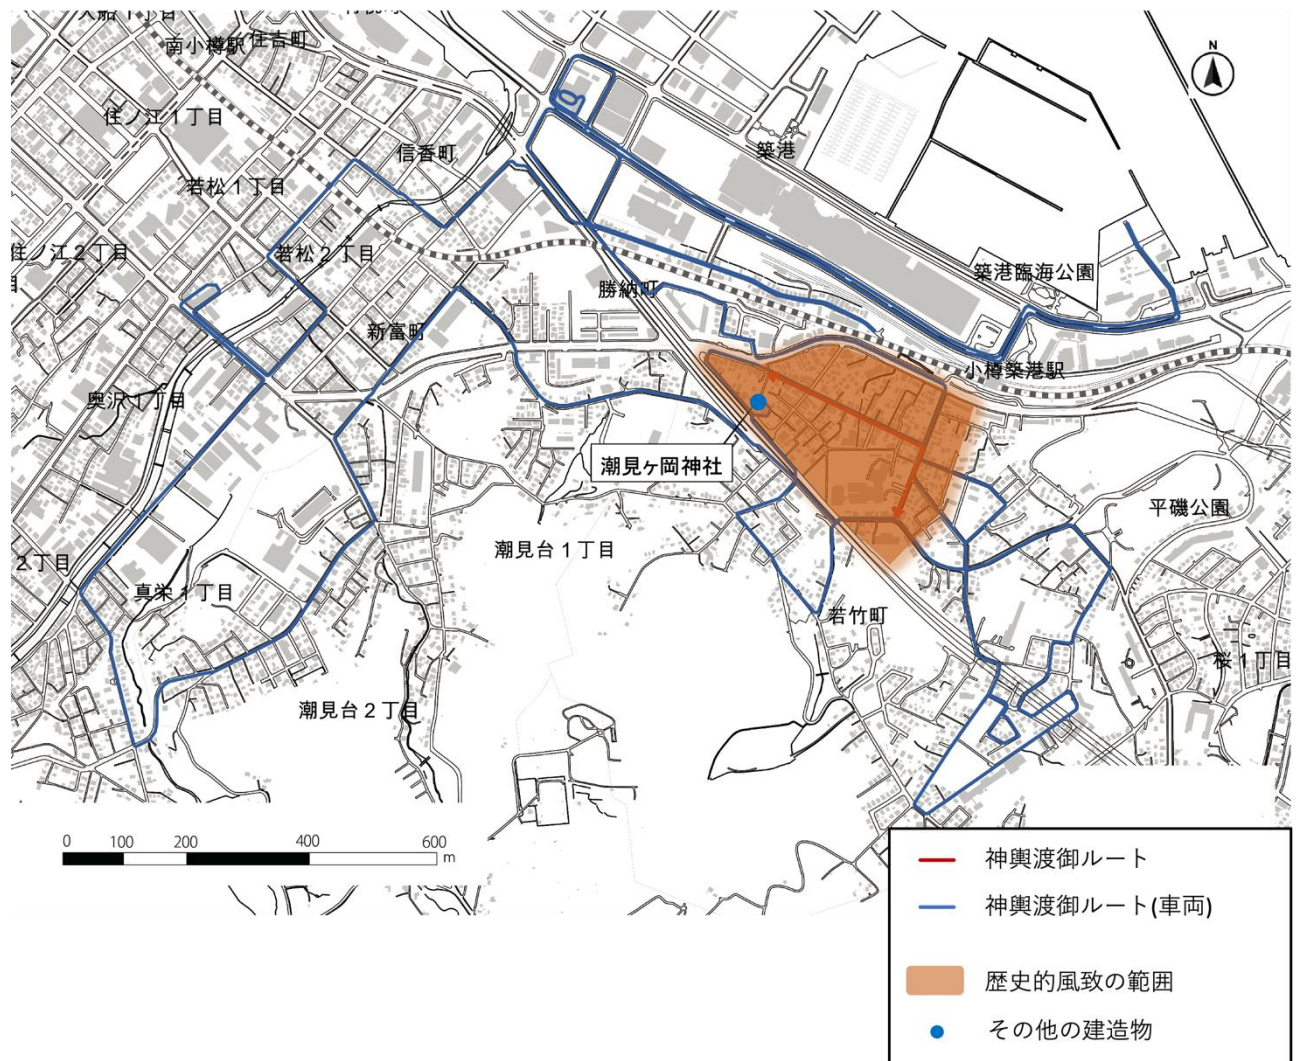 N
南小樽駅
住吉町
住ノ江1丁目
信香町
築港
若松1丁目
住ノ江2丁目
若松2丁目
築港臨海公園
勝納町
新富町
小樽築港駅
奥沢1丁目
潮見ヶ岡神社
平磯公園
潮見台1丁目
2丁目
真栄1丁目
若竹町
桜1丁目
潮見台2丁目
0 100 200 400 600
m
神輿渡御ルート
神輿渡御ルート(車両)
歴史的風致の範囲
その他の建造物